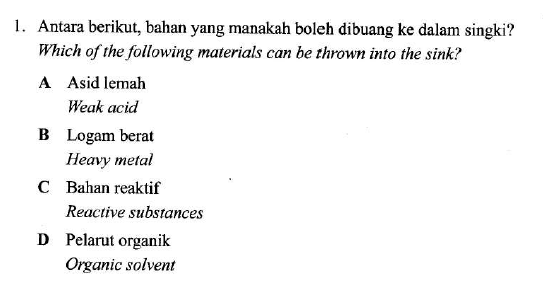 1. Antara berikut, bahan yang manakah boleh dibuang ke dalam singki?
Which of the following materials can be thrown into the sink?
A Asid lemah
Weak acid
B Logam berat
Heavy metal
C Bahan reaktif
Reactive substances
D Pelarut organik
Organic solvent